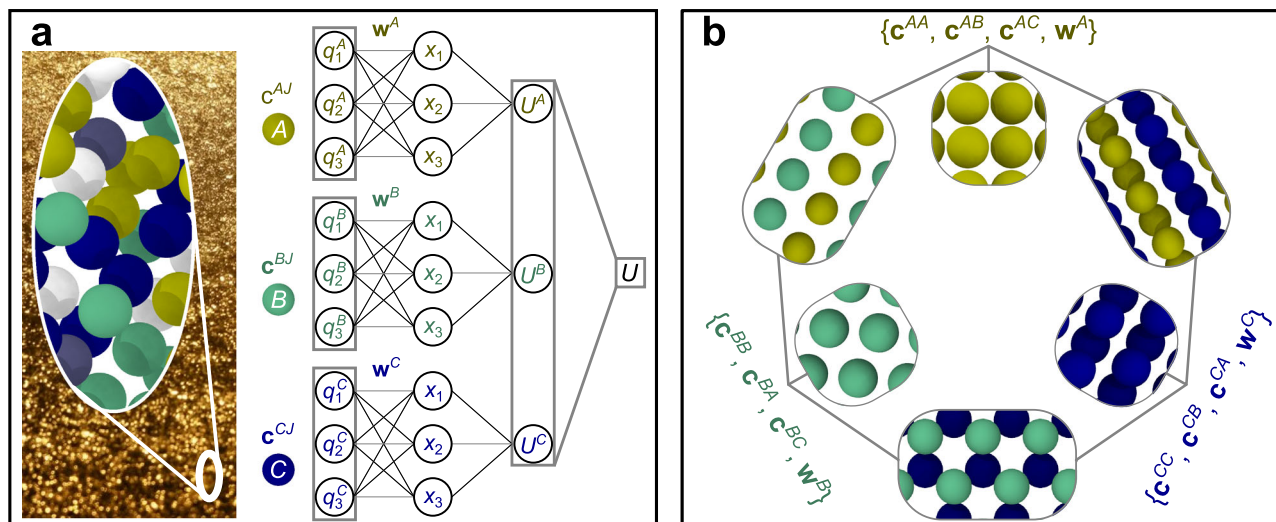 a
w^A
c^{AJ}
A
q_1^A
q_2^A
q_3^A
x_1
x_2
x_3
U^A
w^B
c^{BJ}
B
q_1^B
q_2^B
q_3^B
x_1
x_2
x_3
U^B
w^C
c^{CJ}
C
q_1^C
q_2^C
q_3^C
x_1
x_2
x_3
U^C
U
b
{c^{AA}, c^{AB}, c^{AC}, w^A}
{c^{BB}, c^{BA}, c^{BC}, w^B}
{c^{CC}, c^{CB}, c^{CA}, w^C}